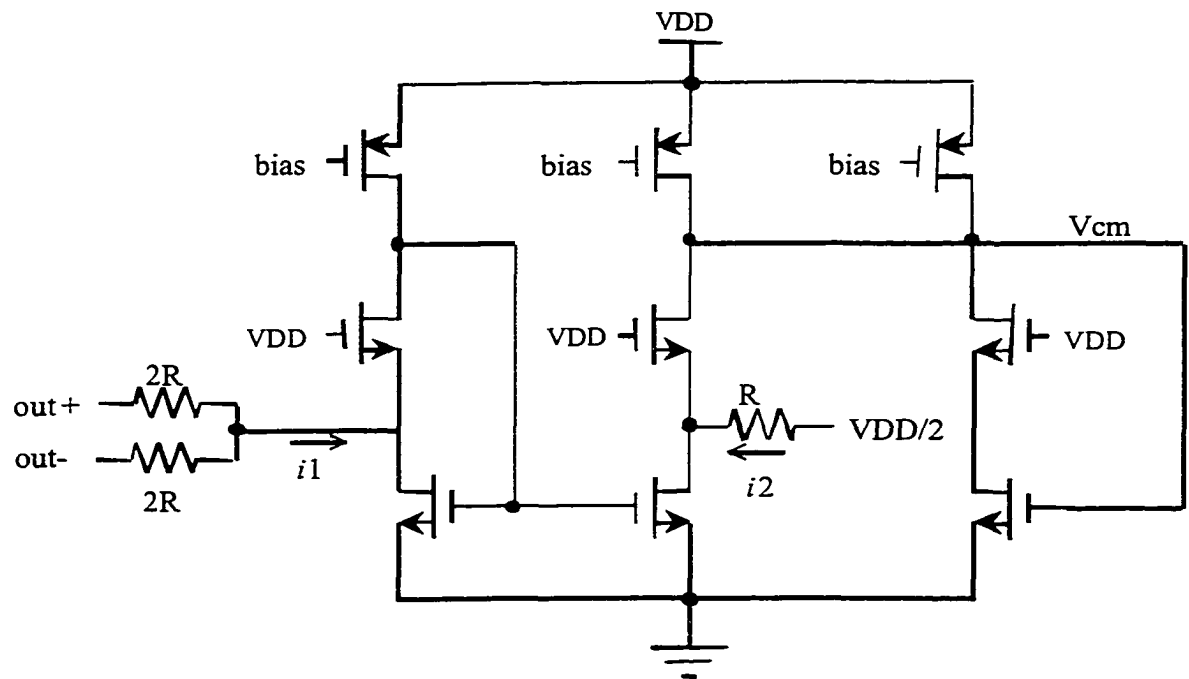 VDD
bias
bias
bias
Vcm
VDD
VDD
VDD
2R
R
out+
VDD/2
out-
i1
i2
2R